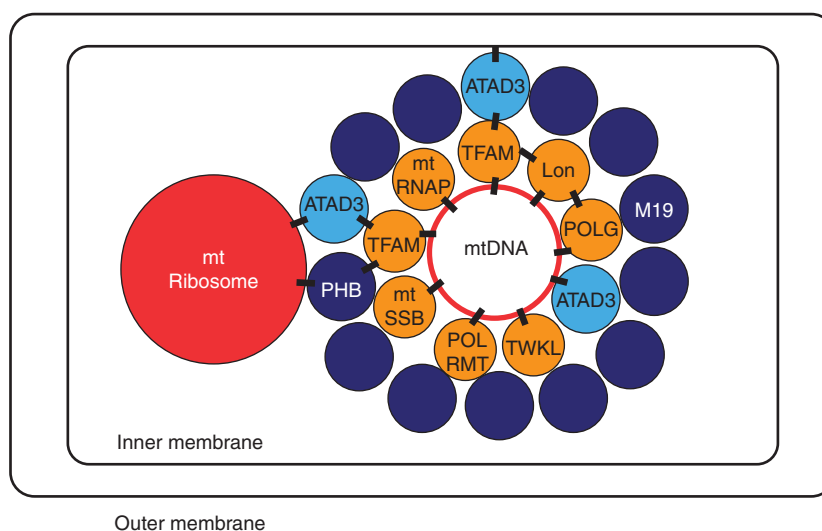 ATAD3
TFAM
Lon
mt
RNAP
M19
ATAD3
POLG
TFAM
mtDNA
mt
Ribosome
PHB
ATAD3
mt
SSB
POL
RMT
TWKL
Inner membrane
Outer membrane